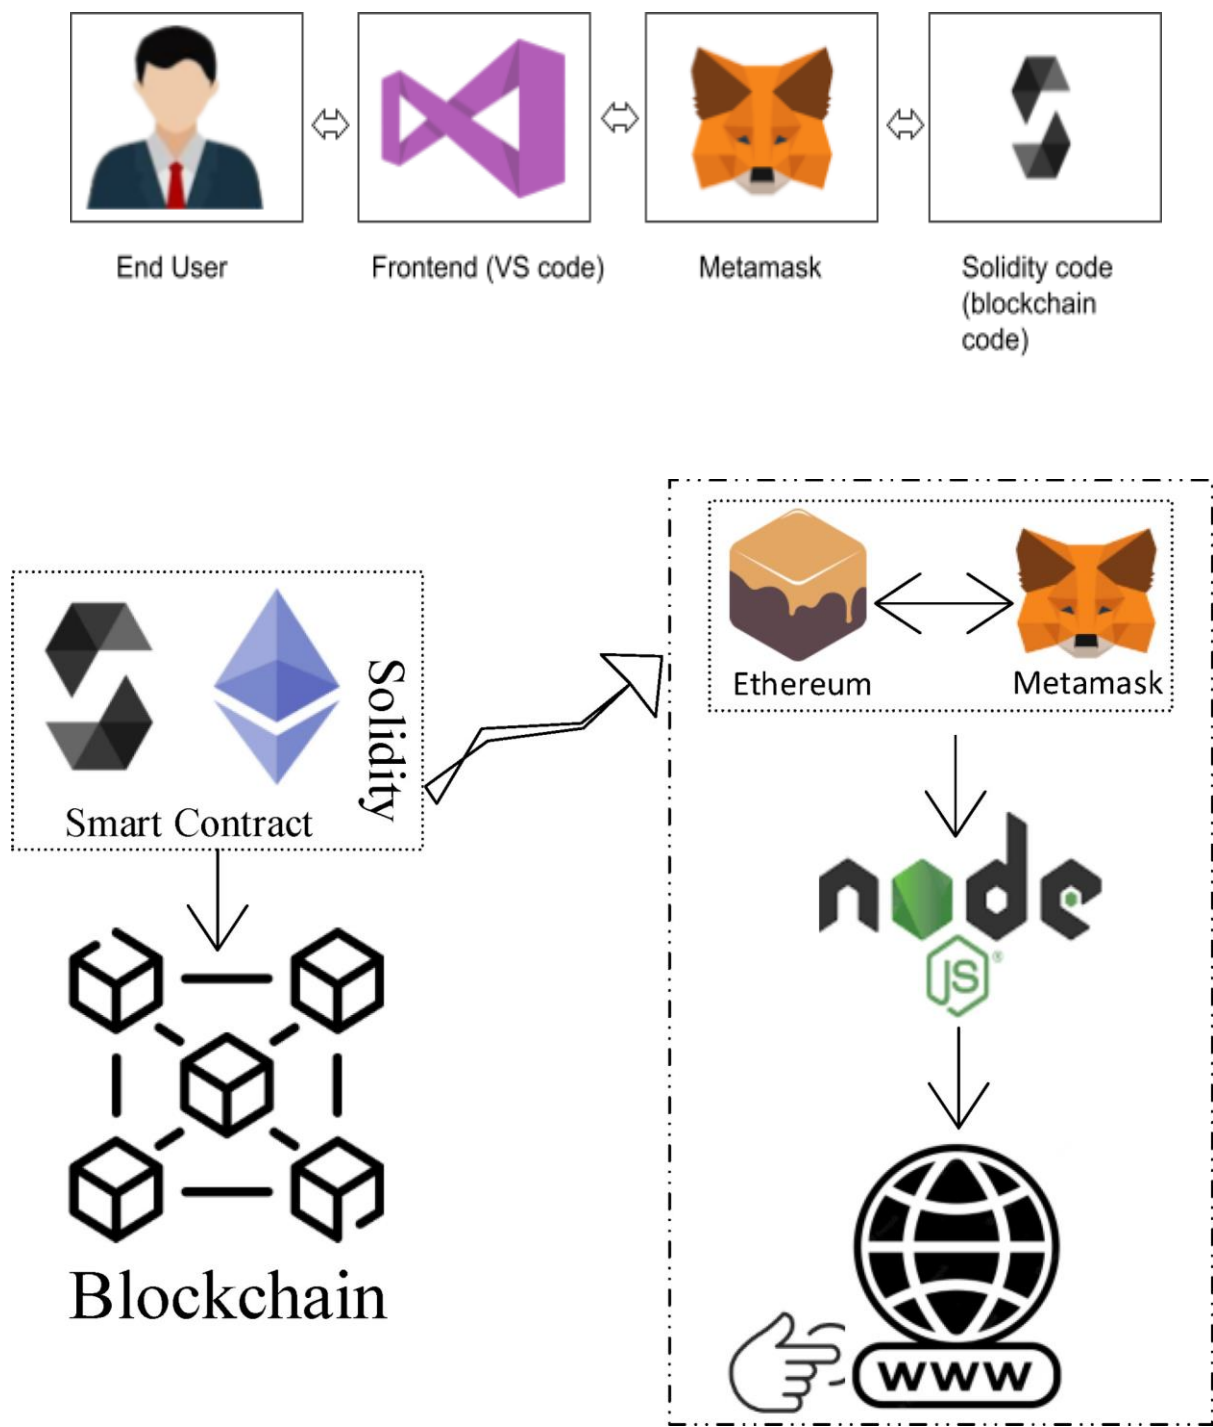 End User
Frontend (VS code)
Metamask
Solidity code
(blockchain
code)
Smart Contract
Solidity
Blockchain
Ethereum
Metamask
node
JS®
www